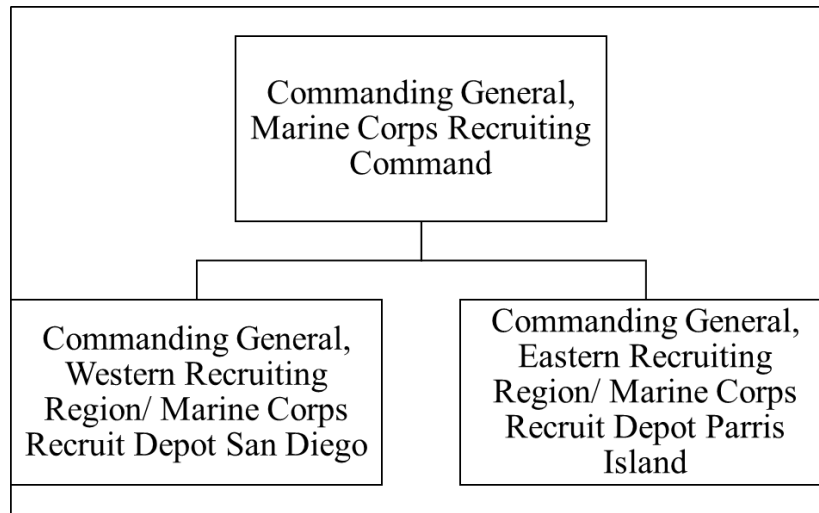 Commanding General,
Marine Corps Recruiting
Command
Commanding General,
Western Recruiting
Region/ Marine Corps
Recruit Depot San Diego
Commanding General,
Eastern Recruiting
Region/ Marine Corps
Recruit Depot Parris
Island